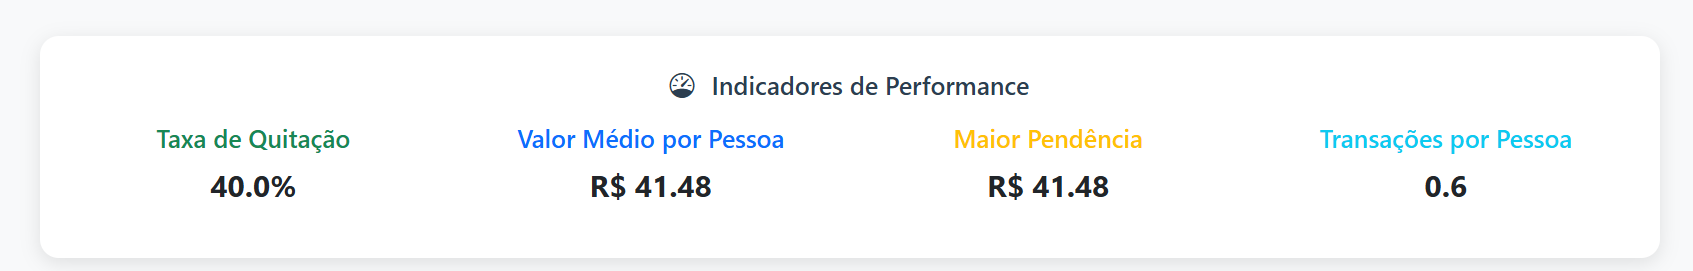 Indicadores de Performance
Taxa de Quitação
40.0%
Valor Médio por Pessoa
R$ 41.48
Maior Pendência
R$ 41.48
Transações por Pessoa
0.6